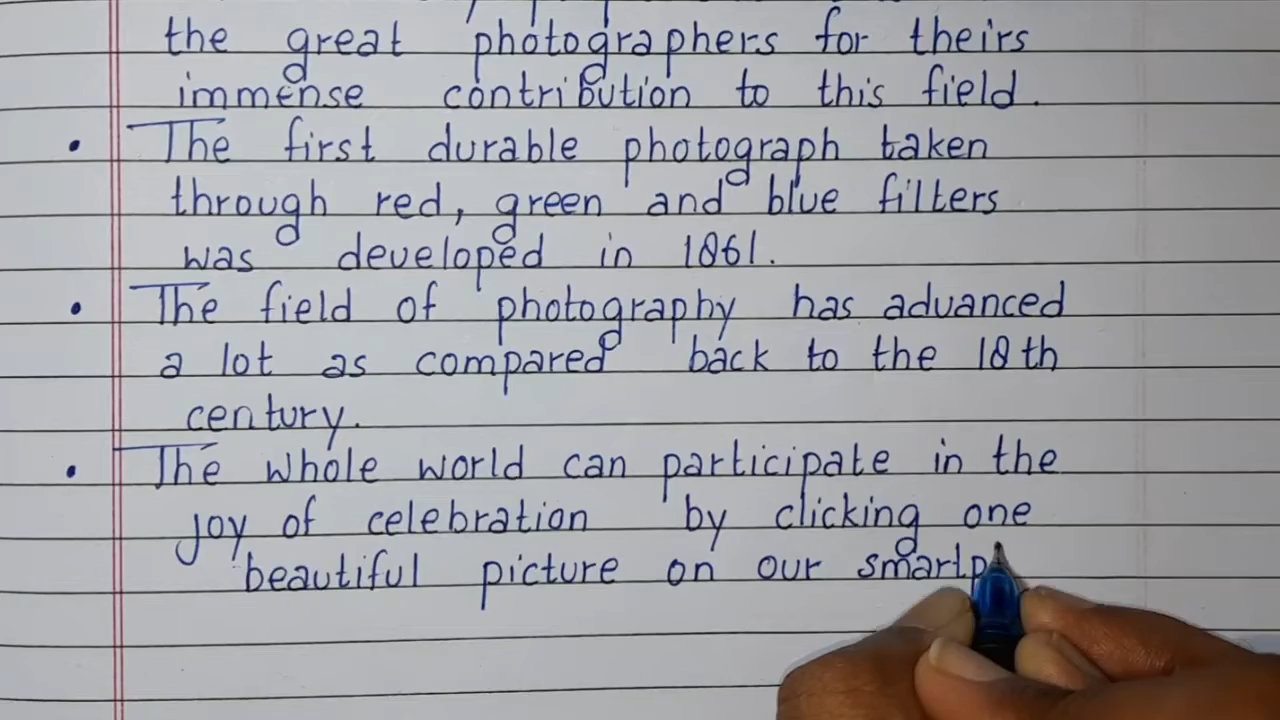 the great photographers for theirs
immense contribution to this field.
• The first durable photograph taken
through red, green and blue filters
was developed in 1861.
• The field of photography has advanced
a lot as compared back to the 18th
century.
• The whole world can participate in the
joy of celebration by clicking one
beautiful picture on our smartp